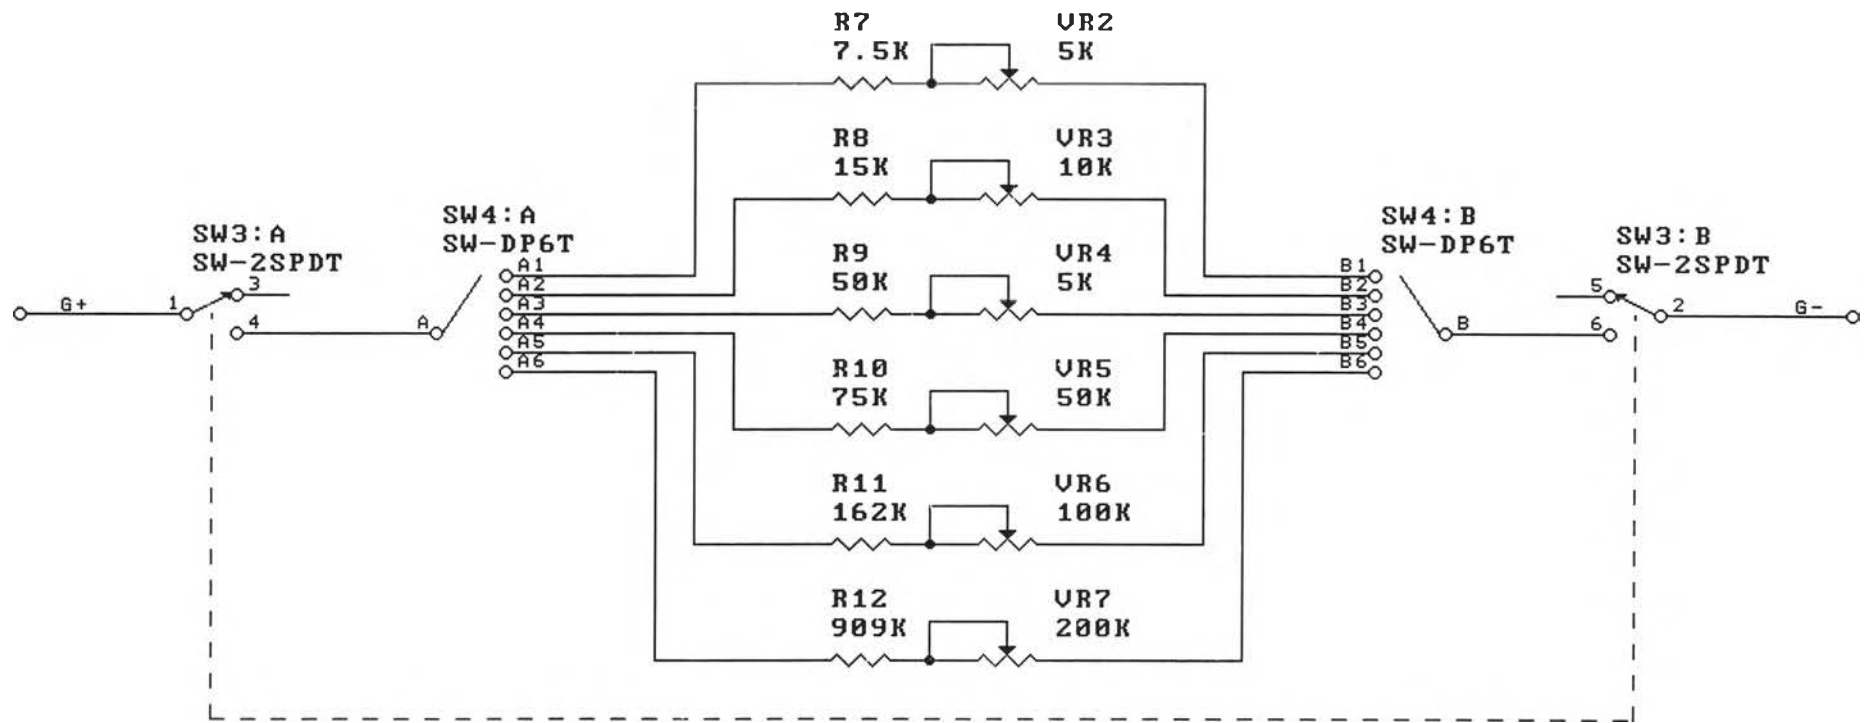 R7
7.5K
VR2
5K
R8
15K
VR3
10K
SW3:A
SW-2SPDT
SW4:A
SW-DP6T
R9
50K
VR4
5K
SW4:B
SW-DP6T
SW3:B
SW-2SPDT
G+
1
3
4
A
A1
A2
A3
A4
A5
A6
B1
B2
B3
B4
B5
B6
B
5
6
2
G-
R10
75K
VR5
50K
R11
162K
VR6
100K
R12
909K
VR7
200K